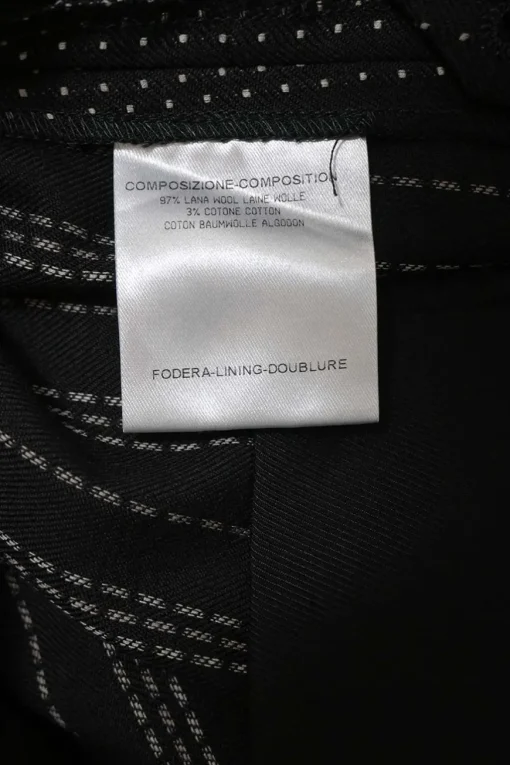 COMPOSIZIONE-COMPOSITION
97% LANA WOOL LAINE WOLLE
3% COTONE COTTON
COTON BAUMWOLLE ALGODON
FODERA-LINING-DOUBLURE